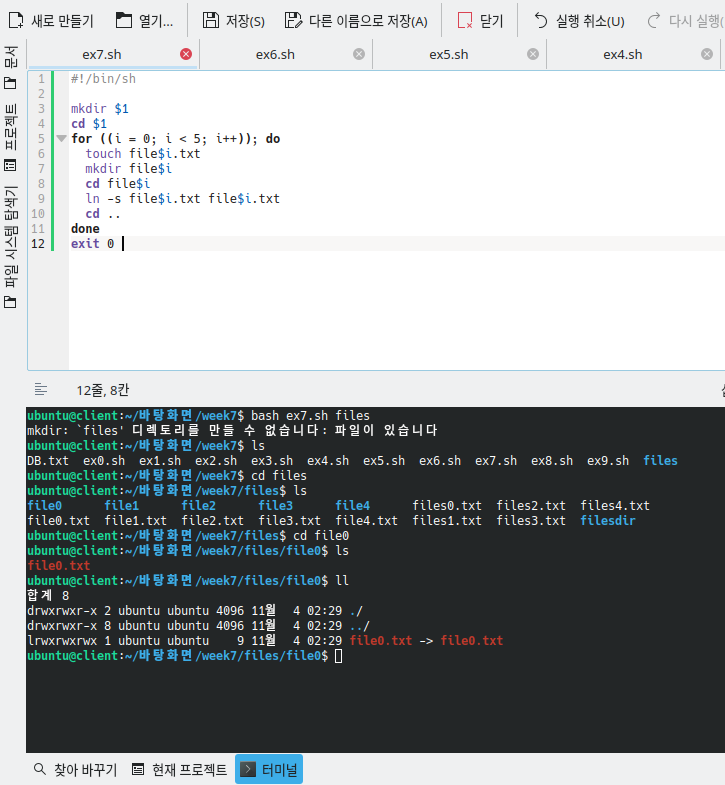 새로 만들기 열기... 저장(S) 다른 이름으로 저장(A) 닫기 실행 취소(U) 다시 실행(
ex7.sh ex6.sh ex5.sh ex4.sh
문서
프로젝트
파일 시스템 탐색기
1 #!/bin/sh
2
3 mkdir $1
4 cd $1
5 for ((i = 0; i < 5; i++)); do
6   touch file$i.txt
7   mkdir file$i
8   cd file$i
9   ln -s file$i.txt file$i.txt
10   cd ..
11 done
12 exit 0
12줄, 8칸
ubuntu@client:~/바탕화면/week7$ bash ex7.sh files
mkdir: `files' 디렉토리를 만들 수 없습니다: 파일이 있습니다
ubuntu@client:~/바탕화면/week7$ ls
DB.txt ex0.sh ex1.sh ex2.sh ex3.sh ex4.sh ex5.sh ex6.sh ex7.sh ex8.sh ex9.sh files
ubuntu@client:~/바탕화면/week7$ cd files
ubuntu@client:~/바탕화면/week7/files$ ls
file0 file1 file2 file3 file4 files0.txt files2.txt files4.txt
file0.txt file1.txt file2.txt file3.txt file4.txt files1.txt files3.txt filesdir
ubuntu@client:~/바탕화면/week7/files$ cd file0
ubuntu@client:~/바탕화면/week7/files/file0$ ls
file0.txt
ubuntu@client:~/바탕화면/week7/files/file0$ ll
합계 8
drwxrwxr-x 2 ubuntu ubuntu 4096 11월  4 02:29 ./
drwxrwxr-x 8 ubuntu ubuntu 4096 11월  4 02:29 ../
lrwxrwxrwx 1 ubuntu ubuntu    9 11월  4 02:29 file0.txt -> file0.txt
ubuntu@client:~/바탕화면/week7/files/file0$
찾아 바꾸기 현재 프로젝트 터미널